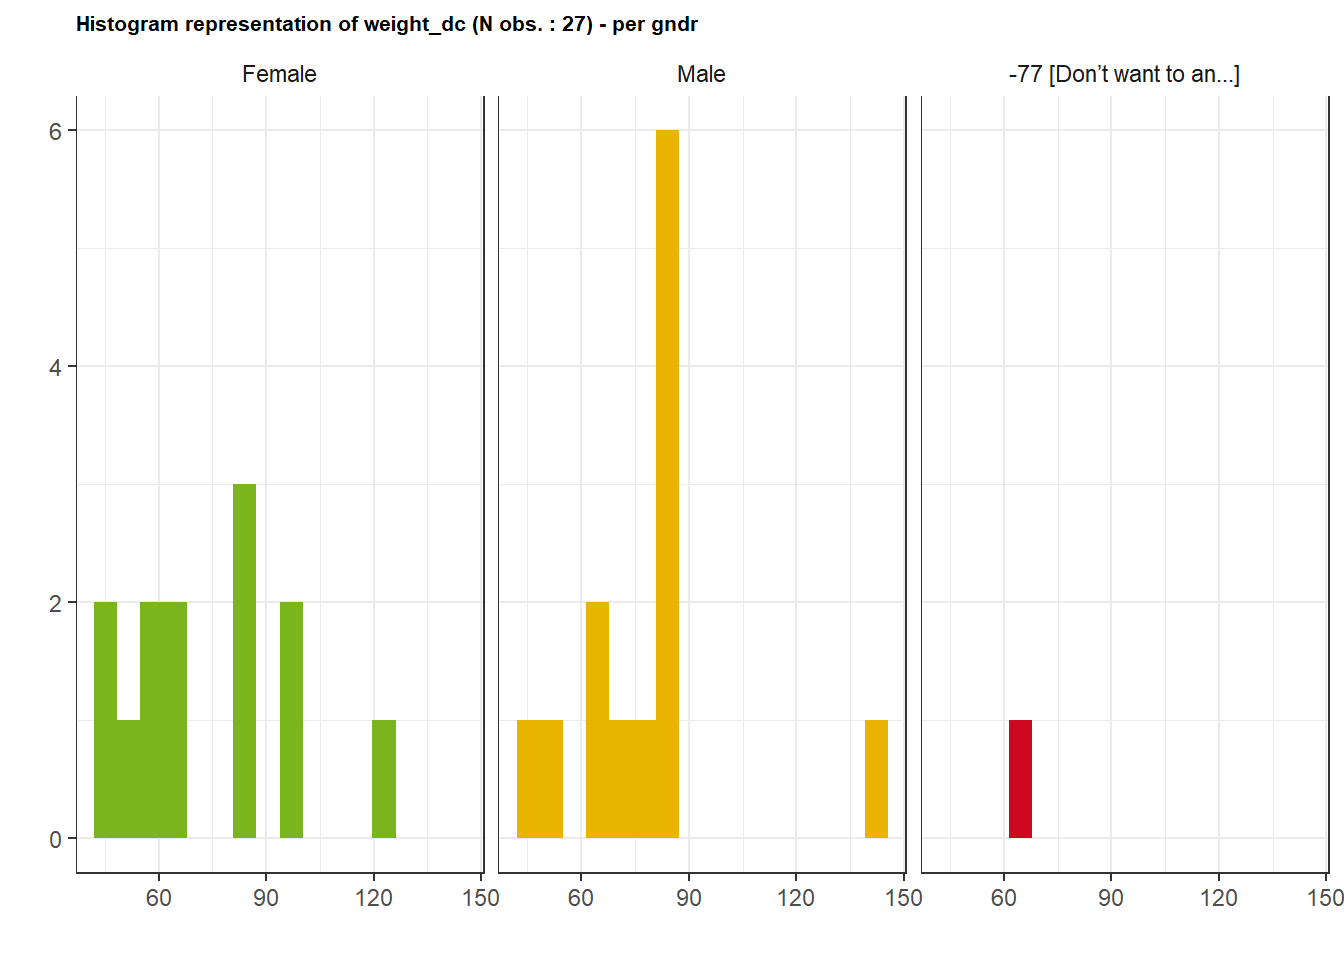 Histogram representation of weight_dc (N obs. : 27) - per gndr
Female Male -77 [Don’t want to an...]
6
4
2
0
60 90 120 150 60 90 120 150 60 90 120 150